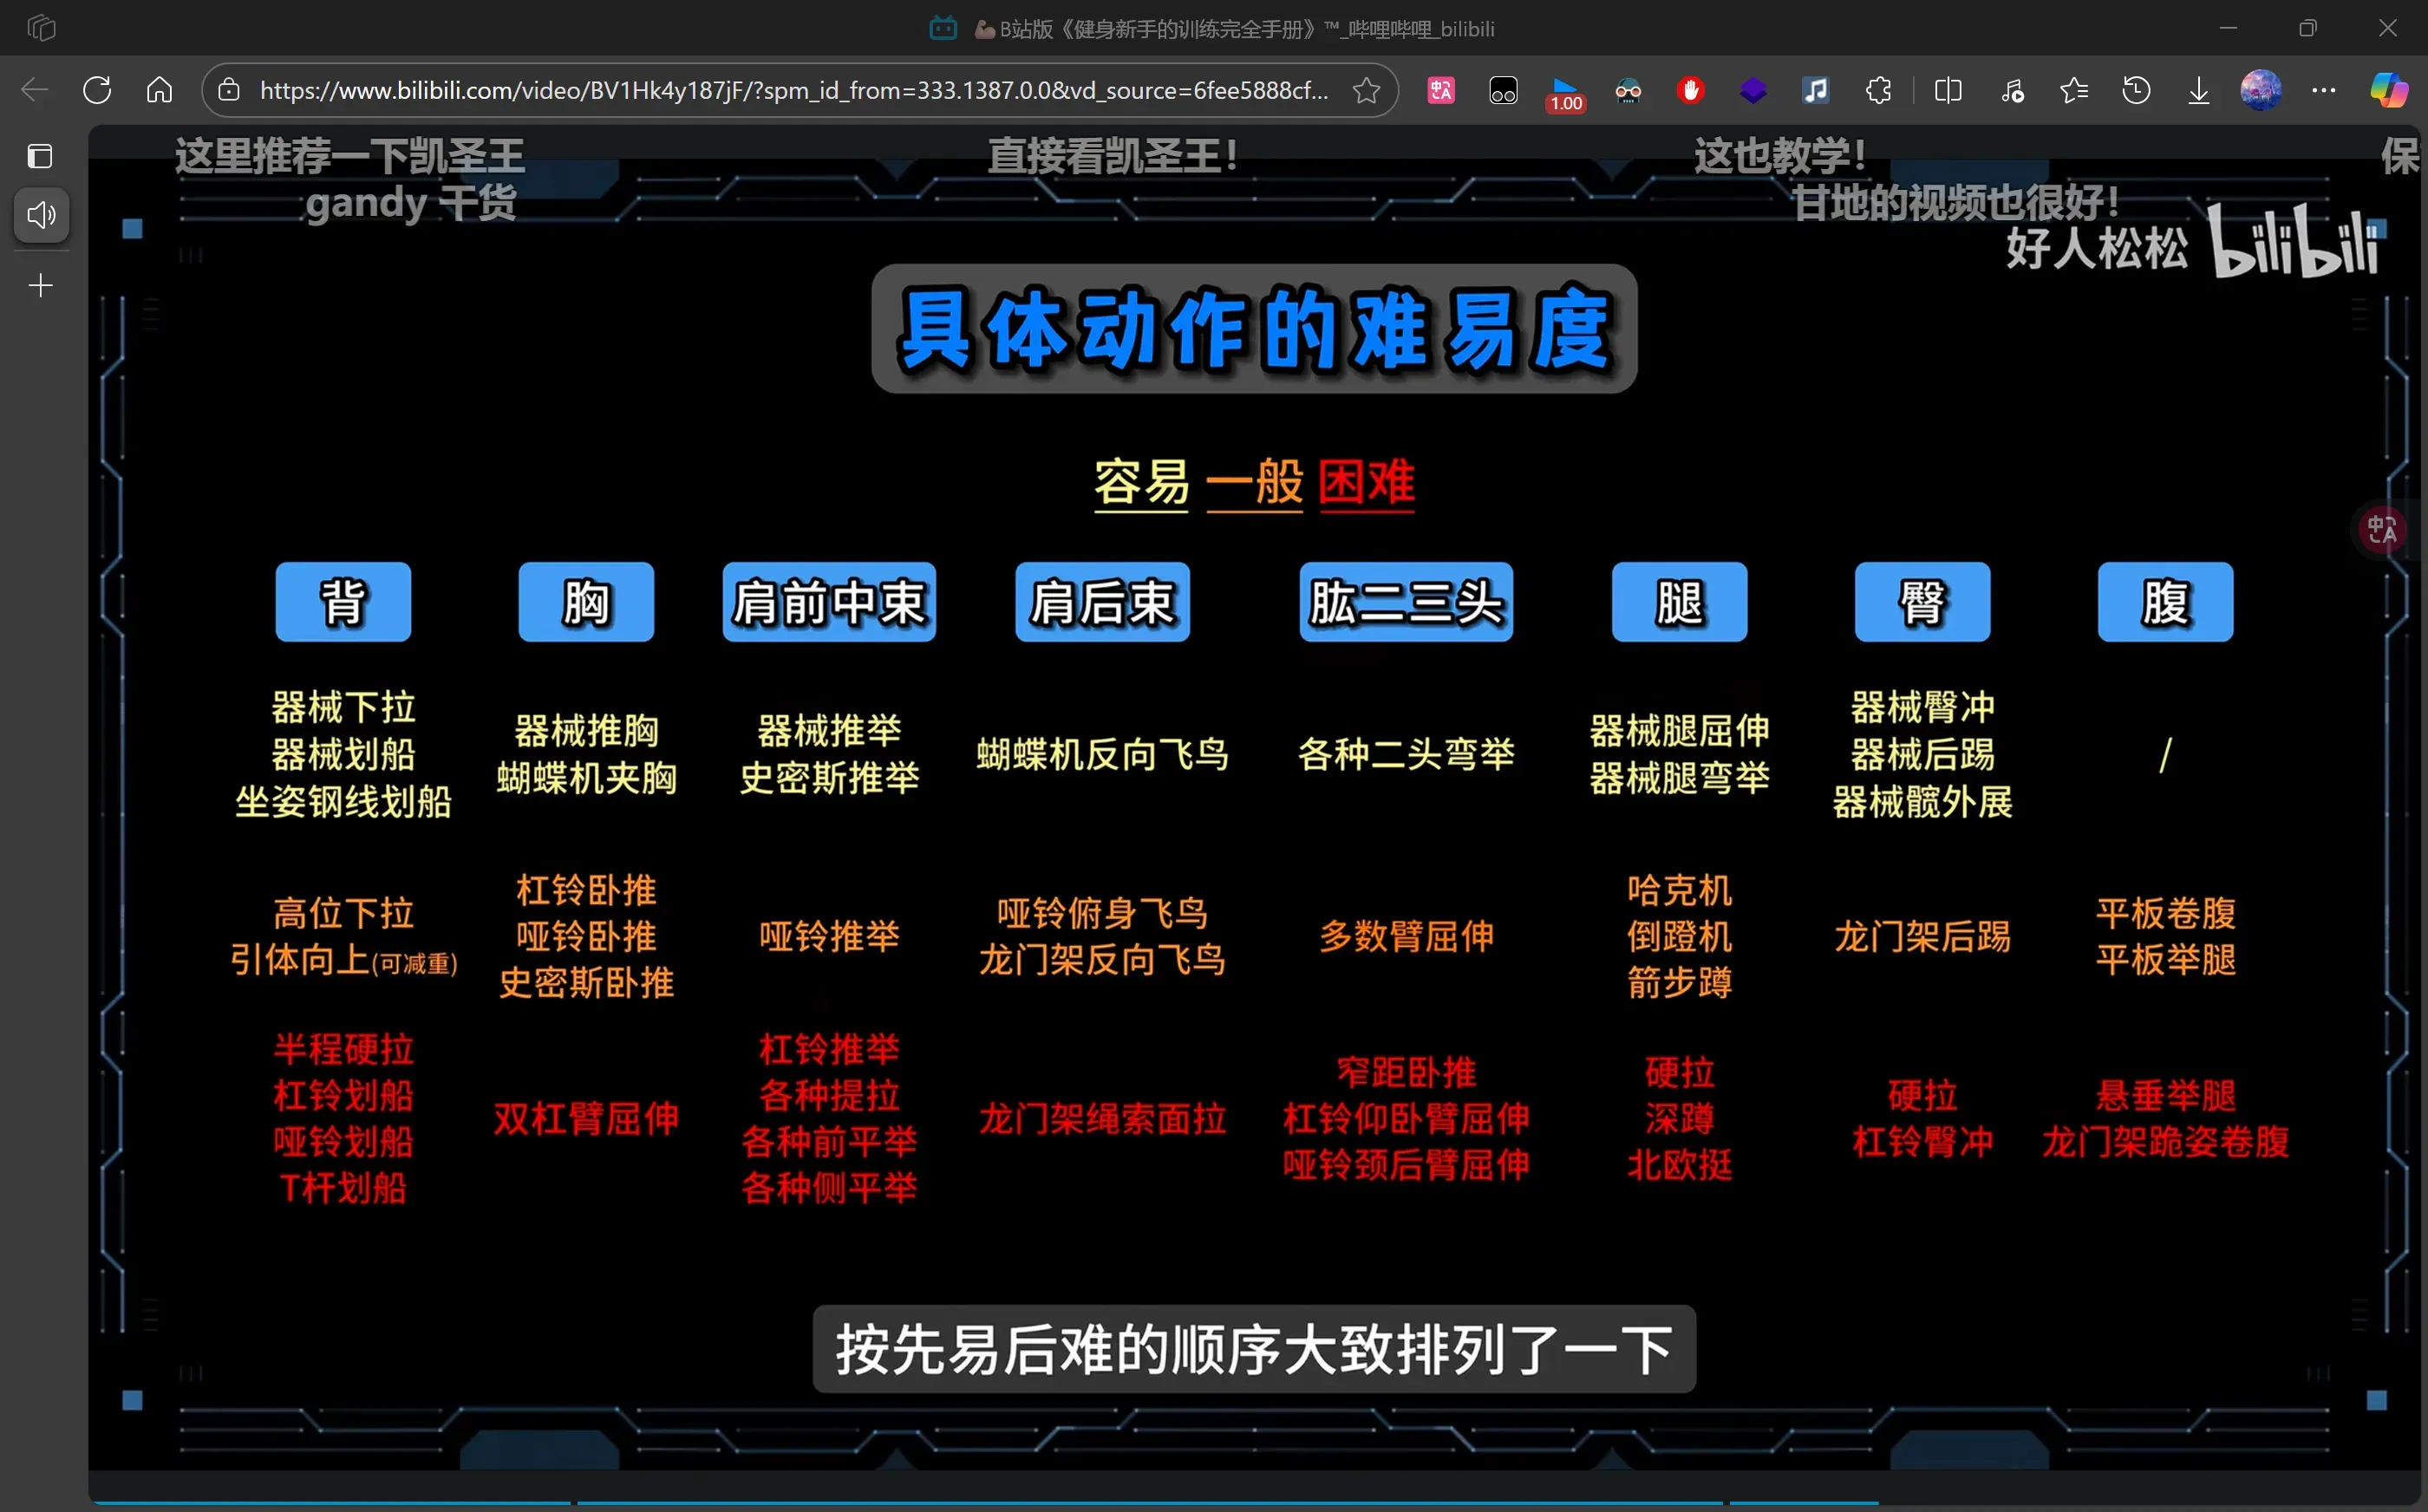 B站版《健身新手的训练完全手册》™_哔哩哔哩_bilibili
https://www.bilibili.com/video/BV1Hk4y187jF/?spm_id_from=333.1387.0.0&vd_source=6fee5888cf...
1.00
这里推荐一下凯圣王
直接看凯圣王！
这也教学！
保
gandy 干货
甘地的视频也很好！
好人松松 bilibili
具体动作的难易度
容易 一般 困难
背
胸
肩前中束
肩后束
肱二三头
腿
臀
腹
器械下拉
器械划船
坐姿钢线划船
器械推胸
蝴蝶机夹胸
器械推举
史密斯推举
蝴蝶机反向飞鸟
各种二头弯举
器械腿屈伸
器械腿弯举
器械臀冲
器械后踢
器械髋外展
/
高位下拉
引体向上(可减重)
杠铃卧推
哑铃卧推
史密斯卧推
哑铃推举
哑铃俯身飞鸟
龙门架反向飞鸟
多数臂屈伸
哈克机
倒蹬机
箭步蹲
龙门架后踢
平板卷腹
平板举腿
半程硬拉
杠铃划船
哑铃划船
T杆划船
双杠臂屈伸
杠铃推举
各种提拉
各种前平举
各种侧平举
龙门架绳索面拉
窄距卧推
杠铃仰卧臂屈伸
哑铃颈后臂屈伸
硬拉
深蹲
北欧挺
硬拉
杠铃臀冲
悬垂举腿
龙门架跪姿卷腹
按先易后难的顺序大致排列了一下